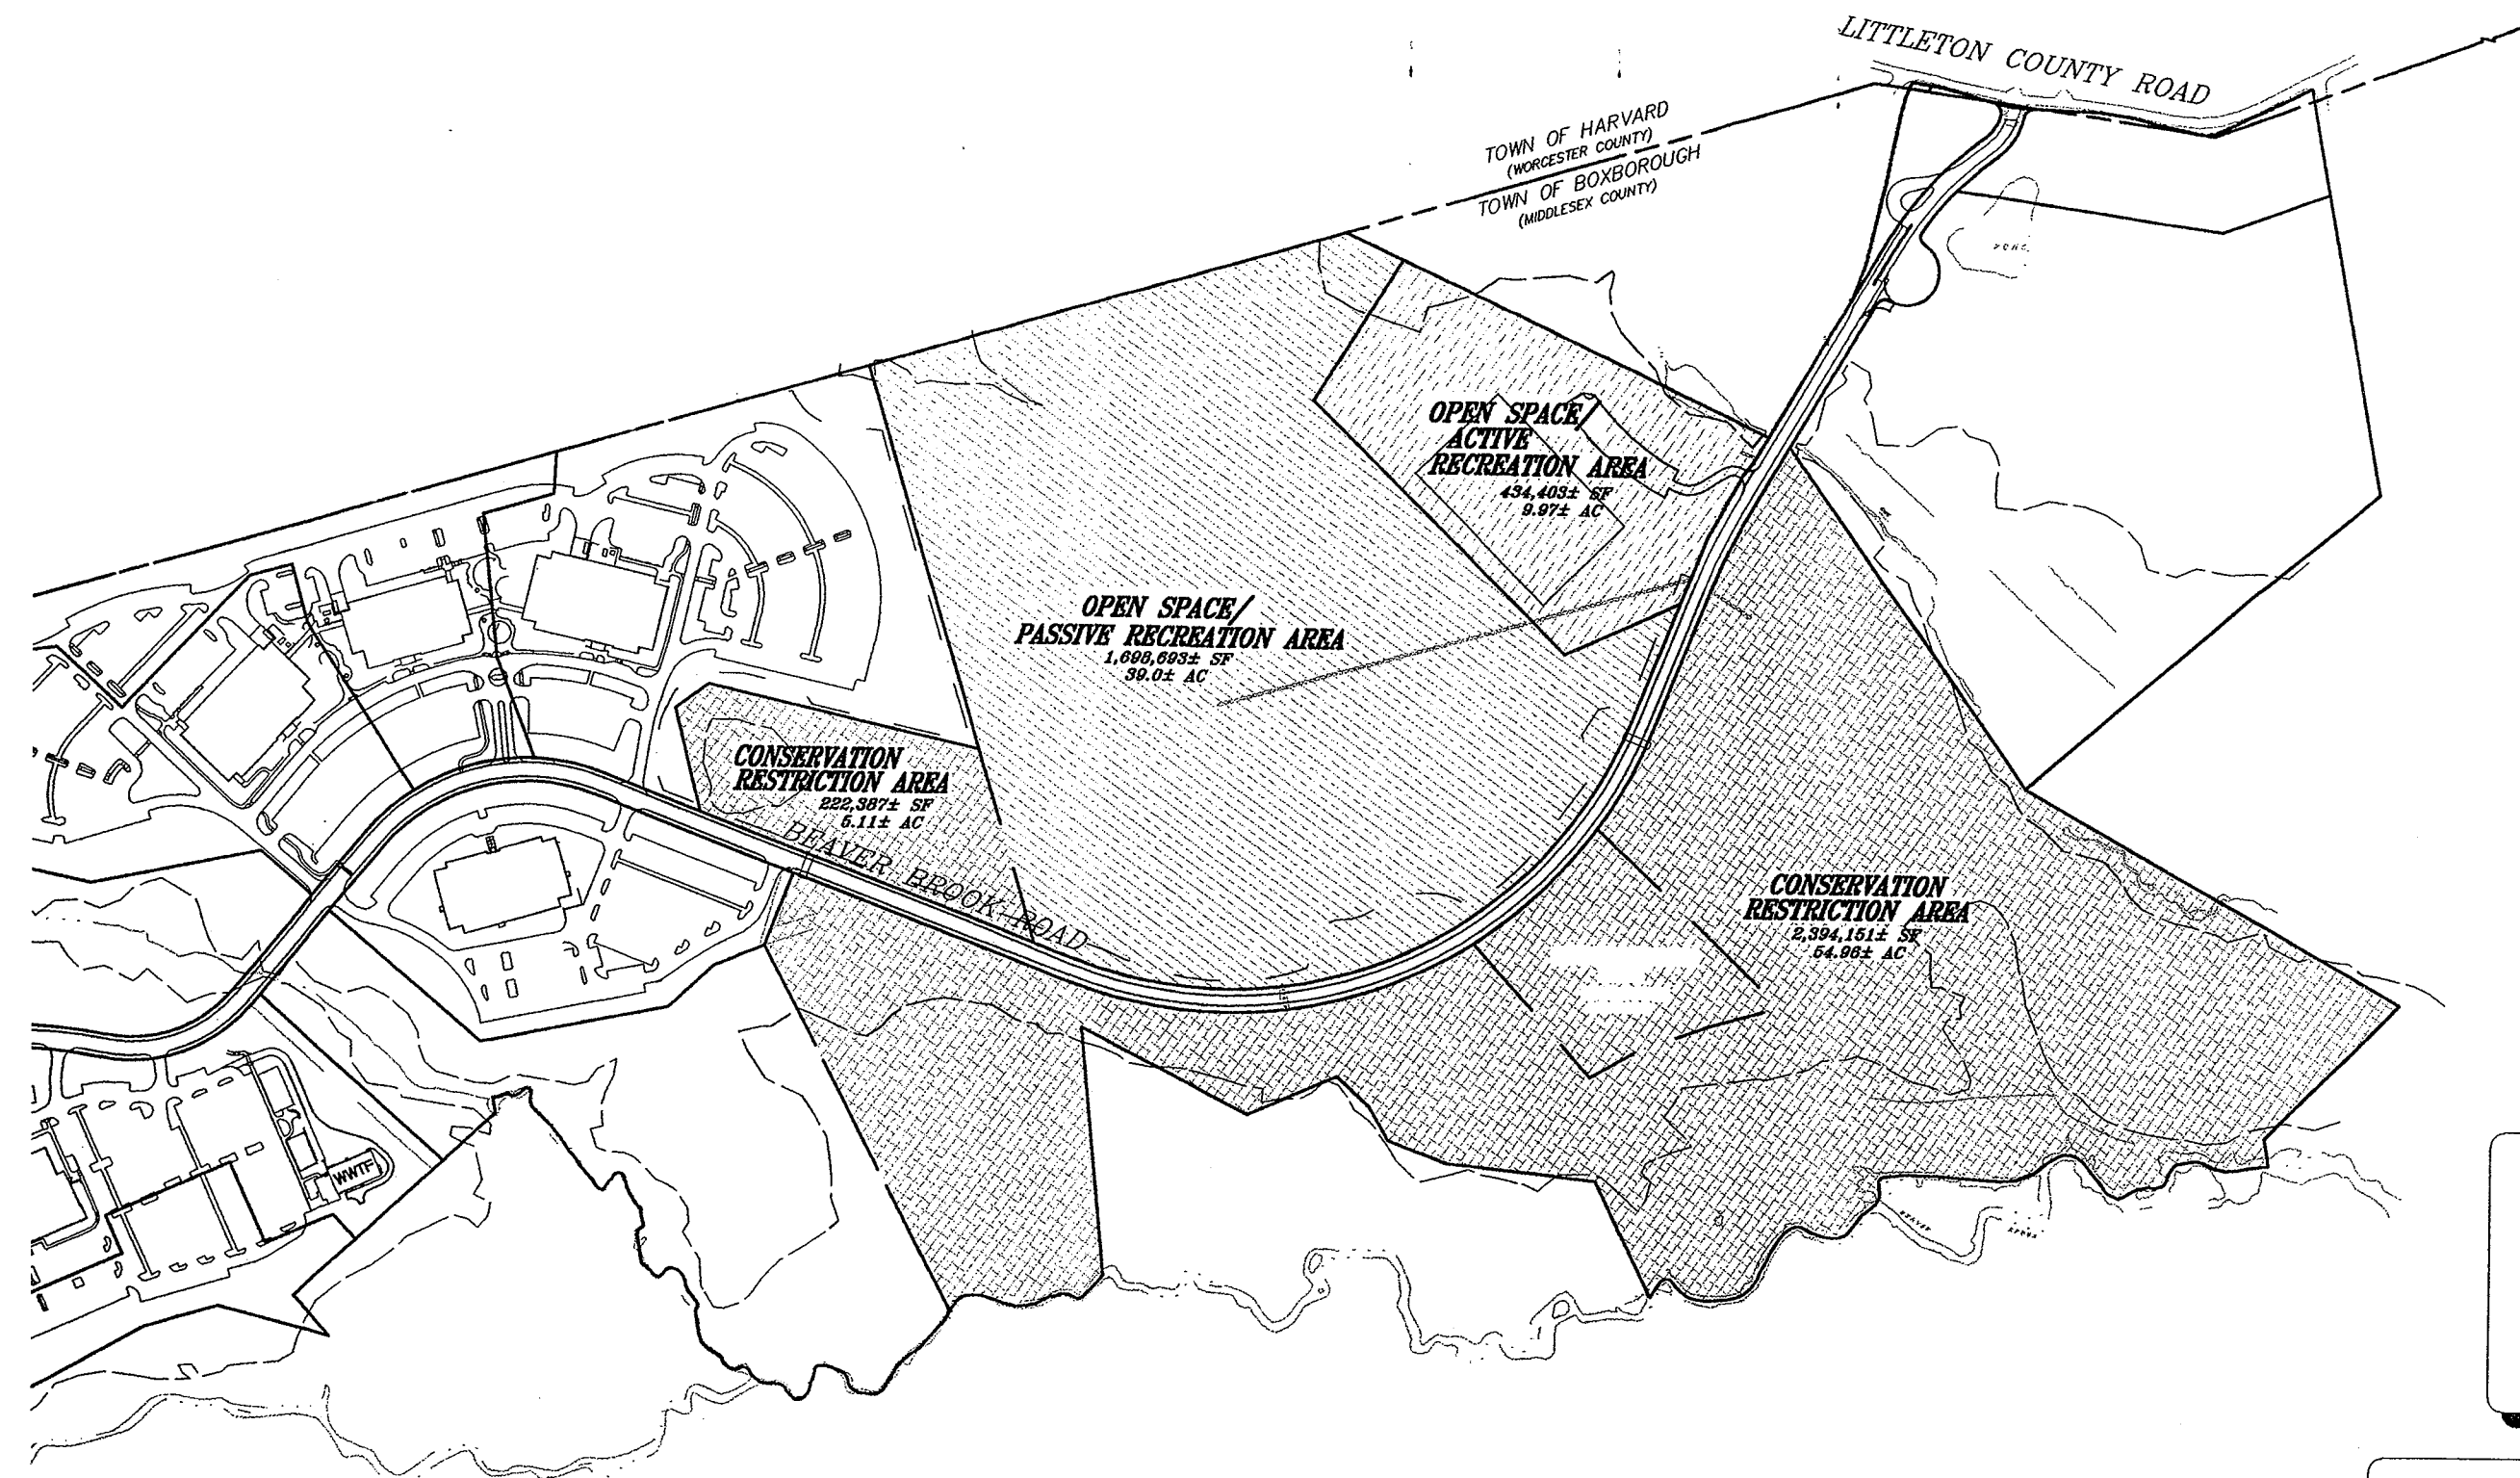 LITTLETON COUNTY ROAD
TOWN OF HARVARD
(WORCESTER COUNTY)
TOWN OF BOXBOROUGH
(MIDDLESEX COUNTY)
OPEN SPACE/
ACTIVE
RECREATION AREA
434,403± SF
9.97± AC
OPEN SPACE/
PASSIVE RECREATION AREA
1,698,693± SF
39.0± AC
CONSERVATION
RESTRICTION AREA
222,387± SF
5.11± AC
BEAVER BROOK ROAD
CONSERVATION
RESTRICTION AREA
2,394,151± SF
54.96± AC
WWTF
BEAVER
BROOK